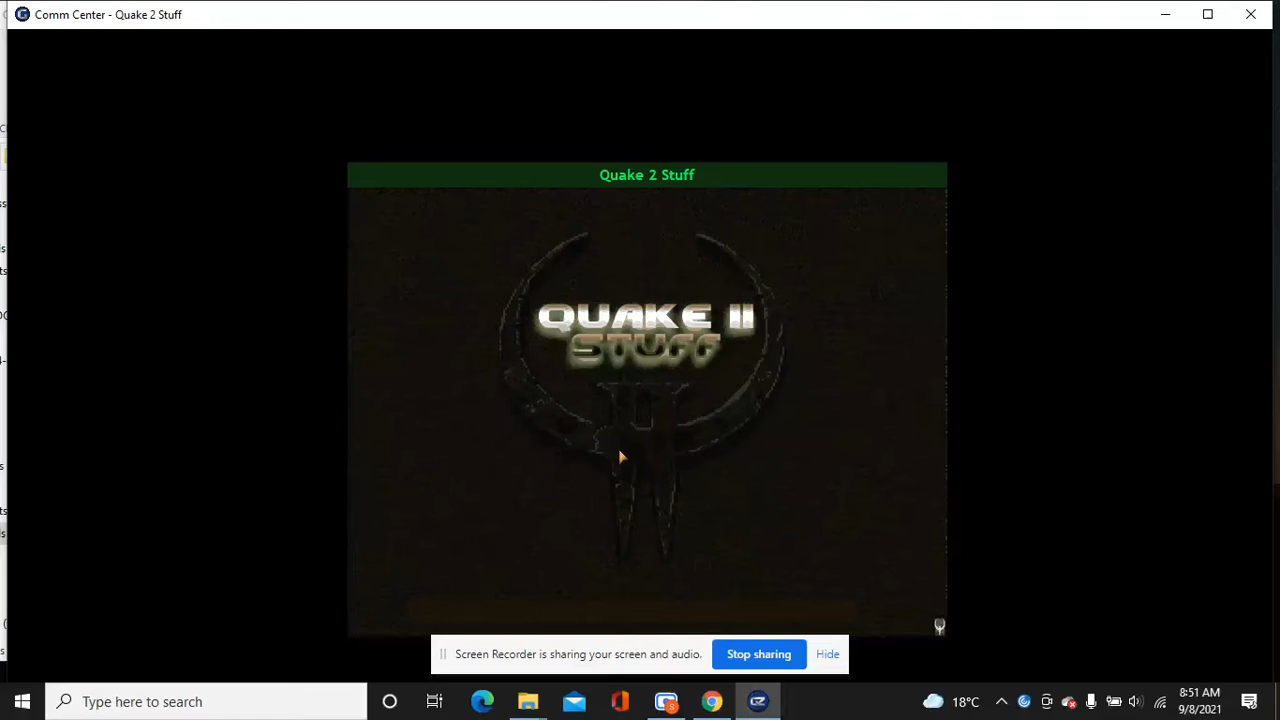 Comm Center - Quake 2 Stuff
Quake 2 Stuff
QUAKE II
STUFF
Screen Recorder is sharing your screen and audio.
Stop sharing
Hide
Type here to search
18°C
8:51 AM
9/8/2021